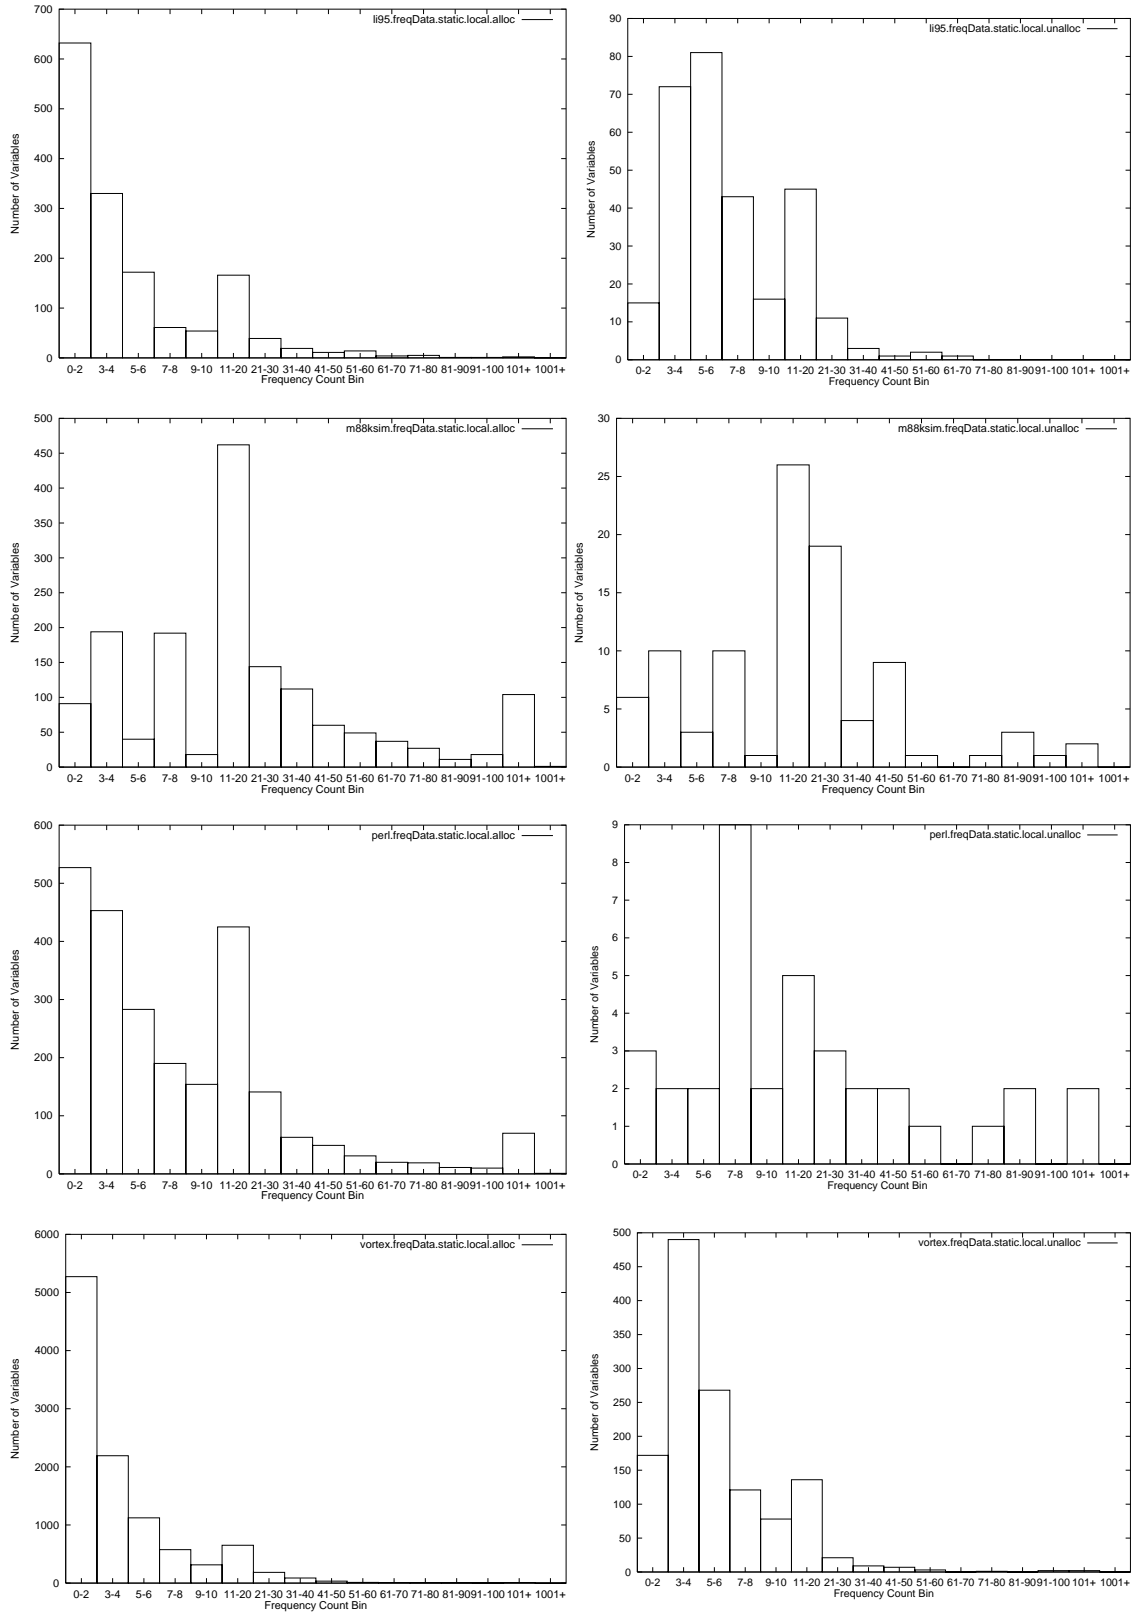 li95.freqData.static.local.alloc
Number of Variables
700
600
500
400
300
200
100
0
0-2 3-4 5-6 7-8 9-10 11-20 21-30 31-40 41-50 51-60 61-70 71-80 81-90 91-100 101+ 1001+
Frequency Count Bin
li95.freqData.static.local.unalloc
Number of Variables
90
80
70
60
50
40
30
20
10
0
0-2 3-4 5-6 7-8 9-10 11-20 21-30 31-40 41-50 51-60 61-70 71-80 81-90 91-100 101+ 1001+
Frequency Count Bin
m88ksim.freqData.static.local.alloc
Number of Variables
500
450
400
350
300
250
200
150
100
50
0
0-2 3-4 5-6 7-8 9-10 11-20 21-30 31-40 41-50 51-60 61-70 71-80 81-90 91-100 101+ 1001+
Frequency Count Bin
m88ksim.freqData.static.local.unalloc
Number of Variables
30
25
20
15
10
5
0
0-2 3-4 5-6 7-8 9-10 11-20 21-30 31-40 41-50 51-60 61-70 71-80 81-90 91-100 101+ 1001+
Frequency Count Bin
perl.freqData.static.local.alloc
Number of Variables
600
500
400
300
200
100
0
0-2 3-4 5-6 7-8 9-10 11-20 21-30 31-40 41-50 51-60 61-70 71-80 81-90 91-100 101+ 1001+
Frequency Count Bin
perl.freqData.static.local.unalloc
Number of Variables
9
8
7
6
5
4
3
2
1
0
0-2 3-4 5-6 7-8 9-10 11-20 21-30 31-40 41-50 51-60 61-70 71-80 81-90 91-100 101+ 1001+
Frequency Count Bin
vortex.freqData.static.local.alloc
Number of Variables
6000
5000
4000
3000
2000
1000
0
0-2 3-4 5-6 7-8 9-10 11-20 21-30 31-40 41-50 51-60 61-70 71-80 81-90 91-100 101+ 1001+
Frequency Count Bin
vortex.freqData.static.local.unalloc
Number of Variables
500
450
400
350
300
250
200
150
100
50
0
0-2 3-4 5-6 7-8 9-10 11-20 21-30 31-40 41-50 51-60 61-70 71-80 81-90 91-100 101+ 1001+
Frequency Count Bin